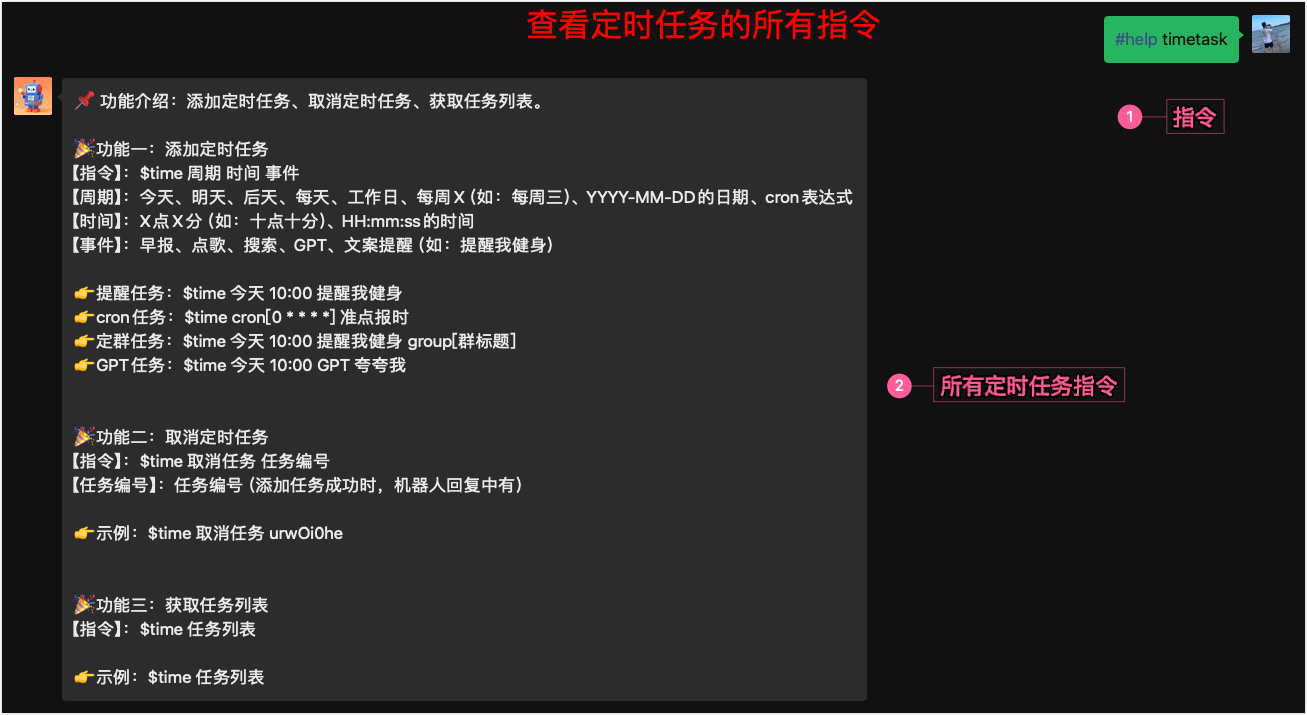 查看定时任务的所有指令
#help timetask
📌 功能介绍：添加定时任务、取消定时任务、获取任务列表。
1 指令
🎉功能一：添加定时任务
【指令】：$time 周期 时间 事件
【周期】：今天、明天、后天、每天、工作日、每周X（如：每周三）、YYYY-MM-DD的日期、cron表达式
【时间】：X点X分（如：十点十分）、HH:mm:ss的时间
【事件】：早报、点歌、搜索、GPT、文案提醒（如：提醒我健身）
👉提醒任务：$time 今天 10:00 提醒我健身
👉cron任务：$time cron[0 * * * *] 准点报时
👉定群任务：$time 今天 10:00 提醒我健身 group[群标题]
👉GPT任务：$time 今天 10:00 GPT 夸夸我
2 所有定时任务指令
🎉功能二：取消定时任务
【指令】：$time 取消任务 任务编号
【任务编号】：任务编号（添加任务成功时，机器人回复中有）
👉示例：$time 取消任务 urwOi0he
🎉功能三：获取任务列表
【指令】：$time 任务列表
👉示例：$time 任务列表